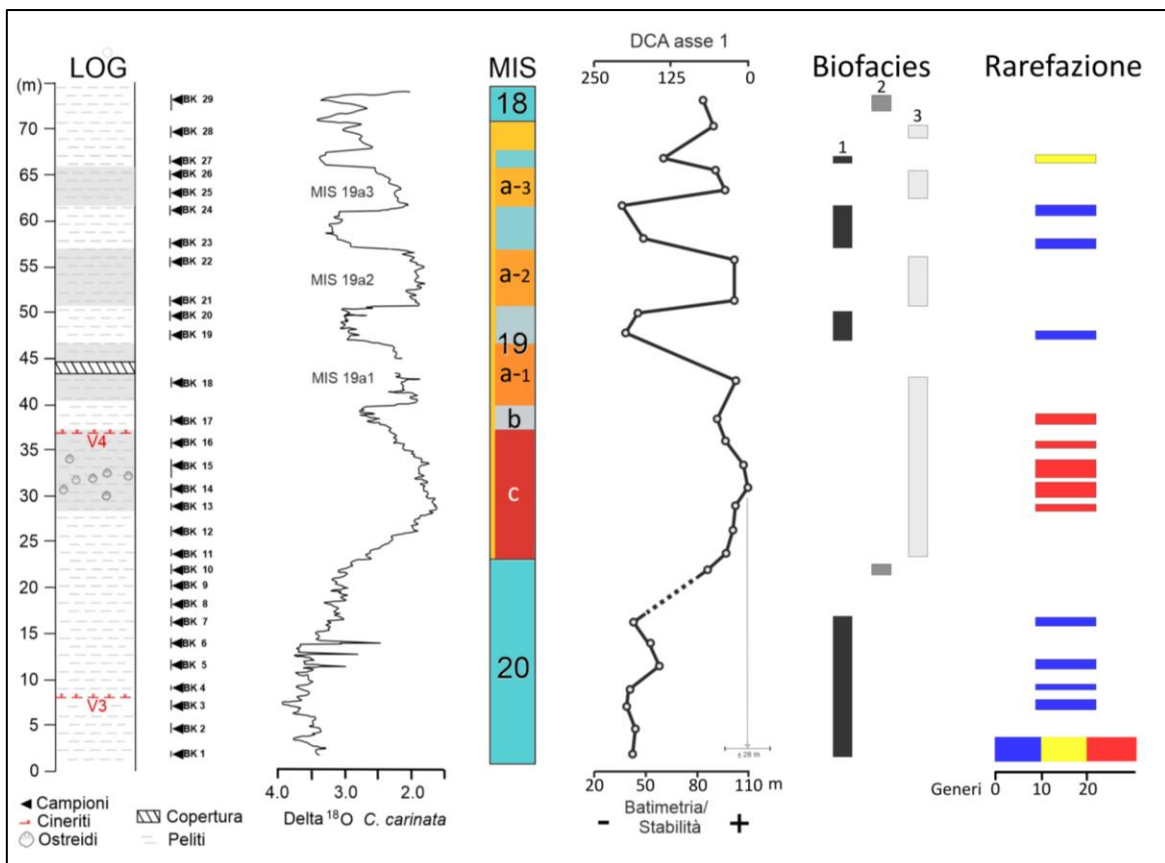 LOG
MIS
DCA asse 1
Biofacies
Rarefazione
(m)
250
125
0
70
65
60
55
50
45
40
35
30
25
20
15
10
5
0
V4
V3
BK 29
BK 28
BK 27
BK 26
BK 25
BK 24
BK 23
BK 22
BK 21
BK 20
BK 19
BK 18
BK 17
BK 16
BK 15
BK 14
BK 13
BK 12
BK 11
BK 10
BK 9
BK 8
BK 7
BK 6
BK 5
BK 4
BK 3
BK 2
BK 1
MIS 19a3
MIS 19a2
MIS 19a1
4.0 3.0 2.0
Delta 18O C. carinata
18
a-3
a-2
19
a-1
b
c
20
± 28 m
20 50 80 110 m
- Batimetria/ +
Stabilità
2
3
1
Generi 0 10 20
Campioni
Cineriti
Ostreidi
Copertura
Peliti